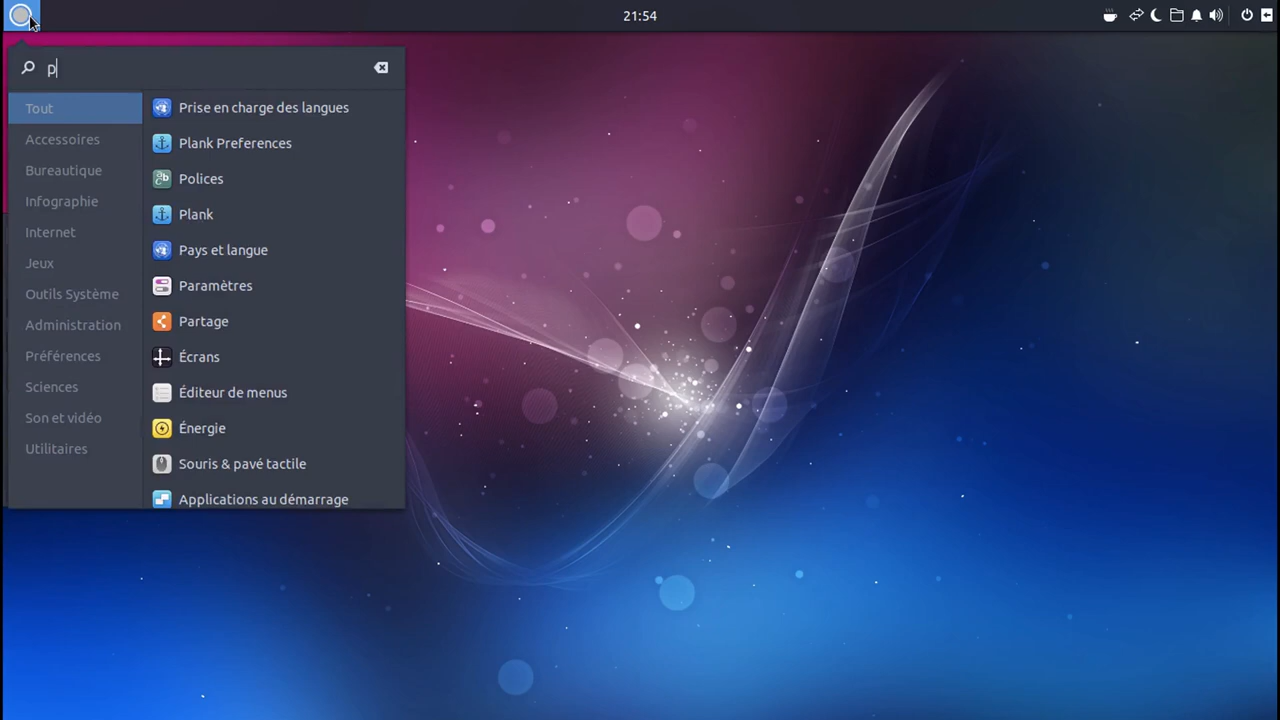 21:54
p
Tout
Accessoires
Bureautique
Infographie
Internet
Jeux
Outils Système
Administration
Préférences
Sciences
Son et vidéo
Utilitaires
Prise en charge des langues
Plank Preferences
Polices
Plank
Pays et langue
Paramètres
Partage
Écrans
Éditeur de menus
Énergie
Souris & pavé tactile
Applications au démarrage